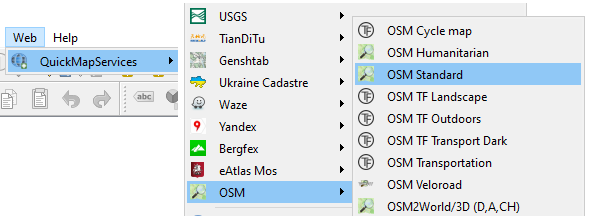 Web Help
QuickMapServices
abc
USGS
TianDiTu
Genshtab
Ukraine Cadastre
Waze
Yandex
Bergfex
eAtlas Mos
OSM
OSM Cycle map
OSM Humanitarian
OSM Standard
OSM TF Landscape
OSM TF Outdoors
OSM TF Transport Dark
OSM Transportation
OSM Veloroad
OSM2World/3D (D,A,CH)